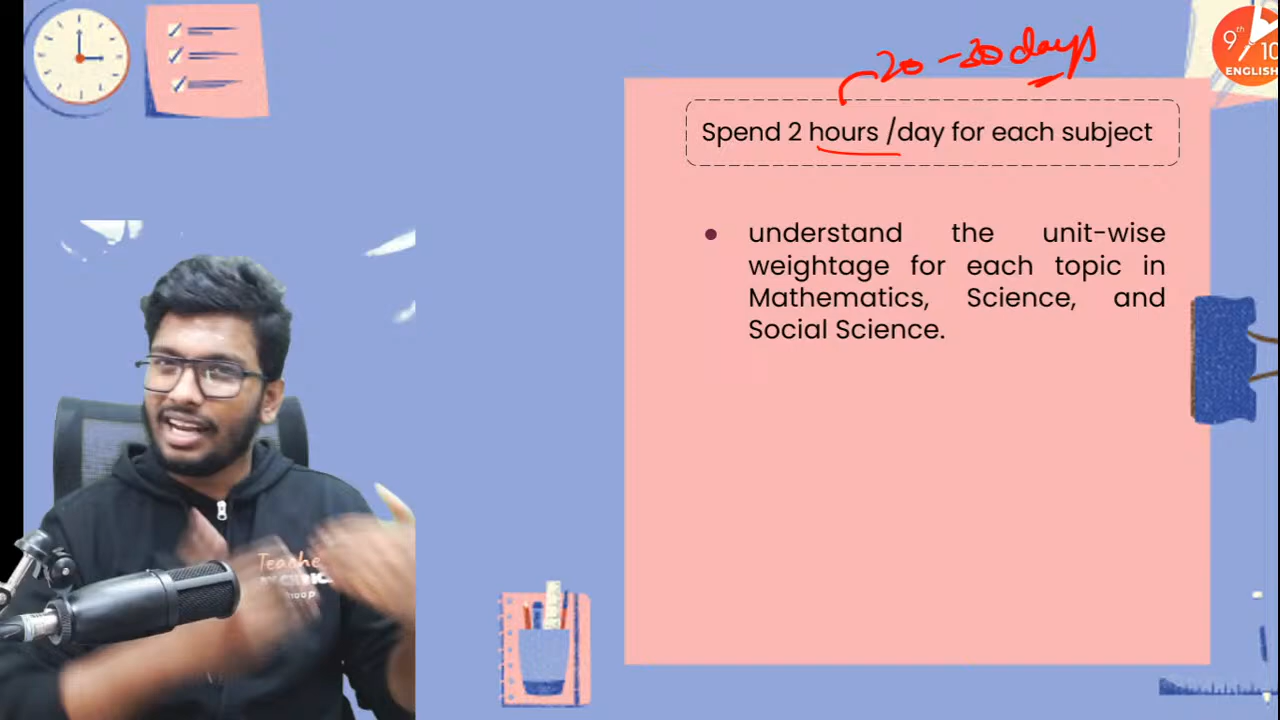 20-30 days
9th/10
ENGLISH
Spend 2 hours /day for each subject
understand the unit-wise
weightage for each topic in
Mathematics, Science, and
Social Science.
Teache